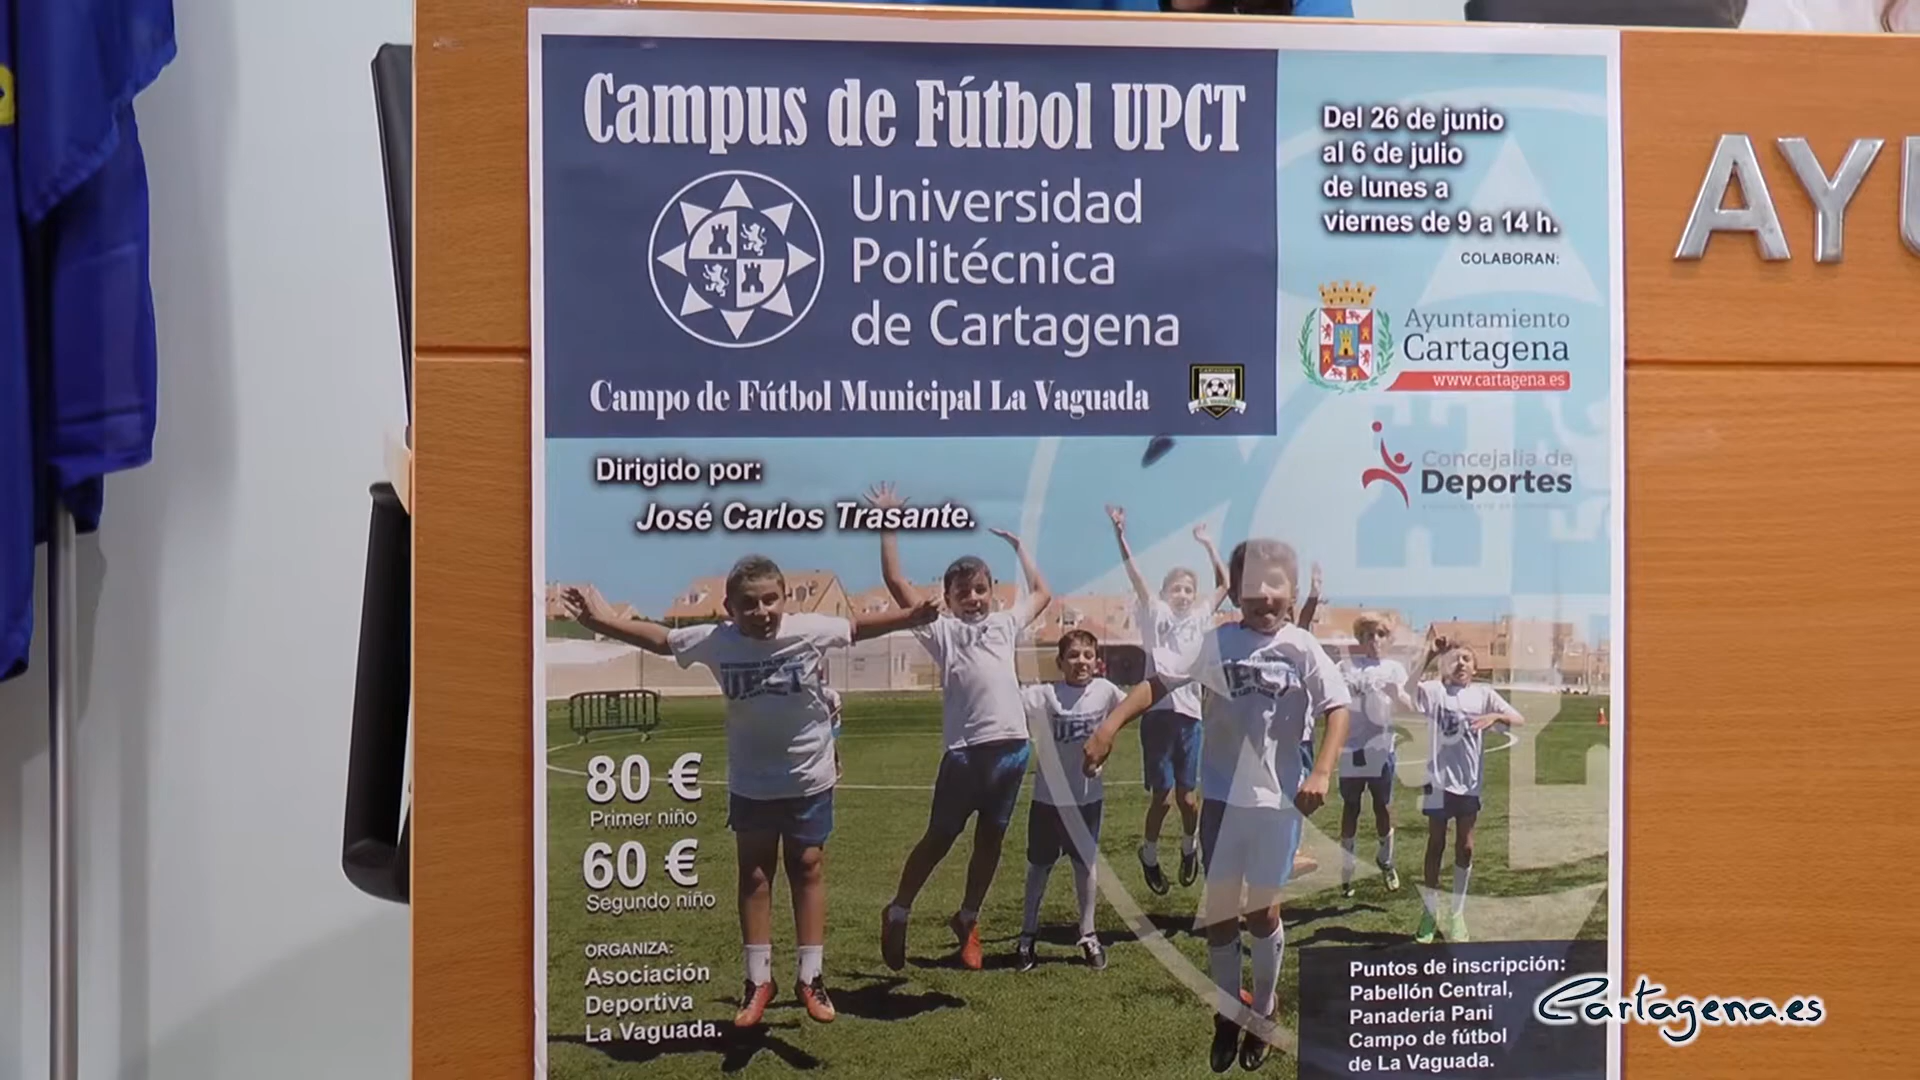 Campus de Fútbol UPCT
Universidad
Politécnica
de Cartagena
Campo de Fútbol Municipal La Vaguada
Del 26 de junio
al 6 de julio
de lunes a
viernes de 9 a 14 h.
COLABORAN:
Ayuntamiento
Cartagena
www.cartagena.es
Concejalía de
Deportes
AYU
Dirigido por:
José Carlos Trasante.
UPCT
UPCT
80 €
Primer niño
60 €
Segundo niño
ORGANIZA:
Asociación
Deportiva
La Vaguada.
Puntos de inscripción:
Pabellón Central,
Panadería Pani
Campo de fútbol
de La Vaguada.
Cartagena.es